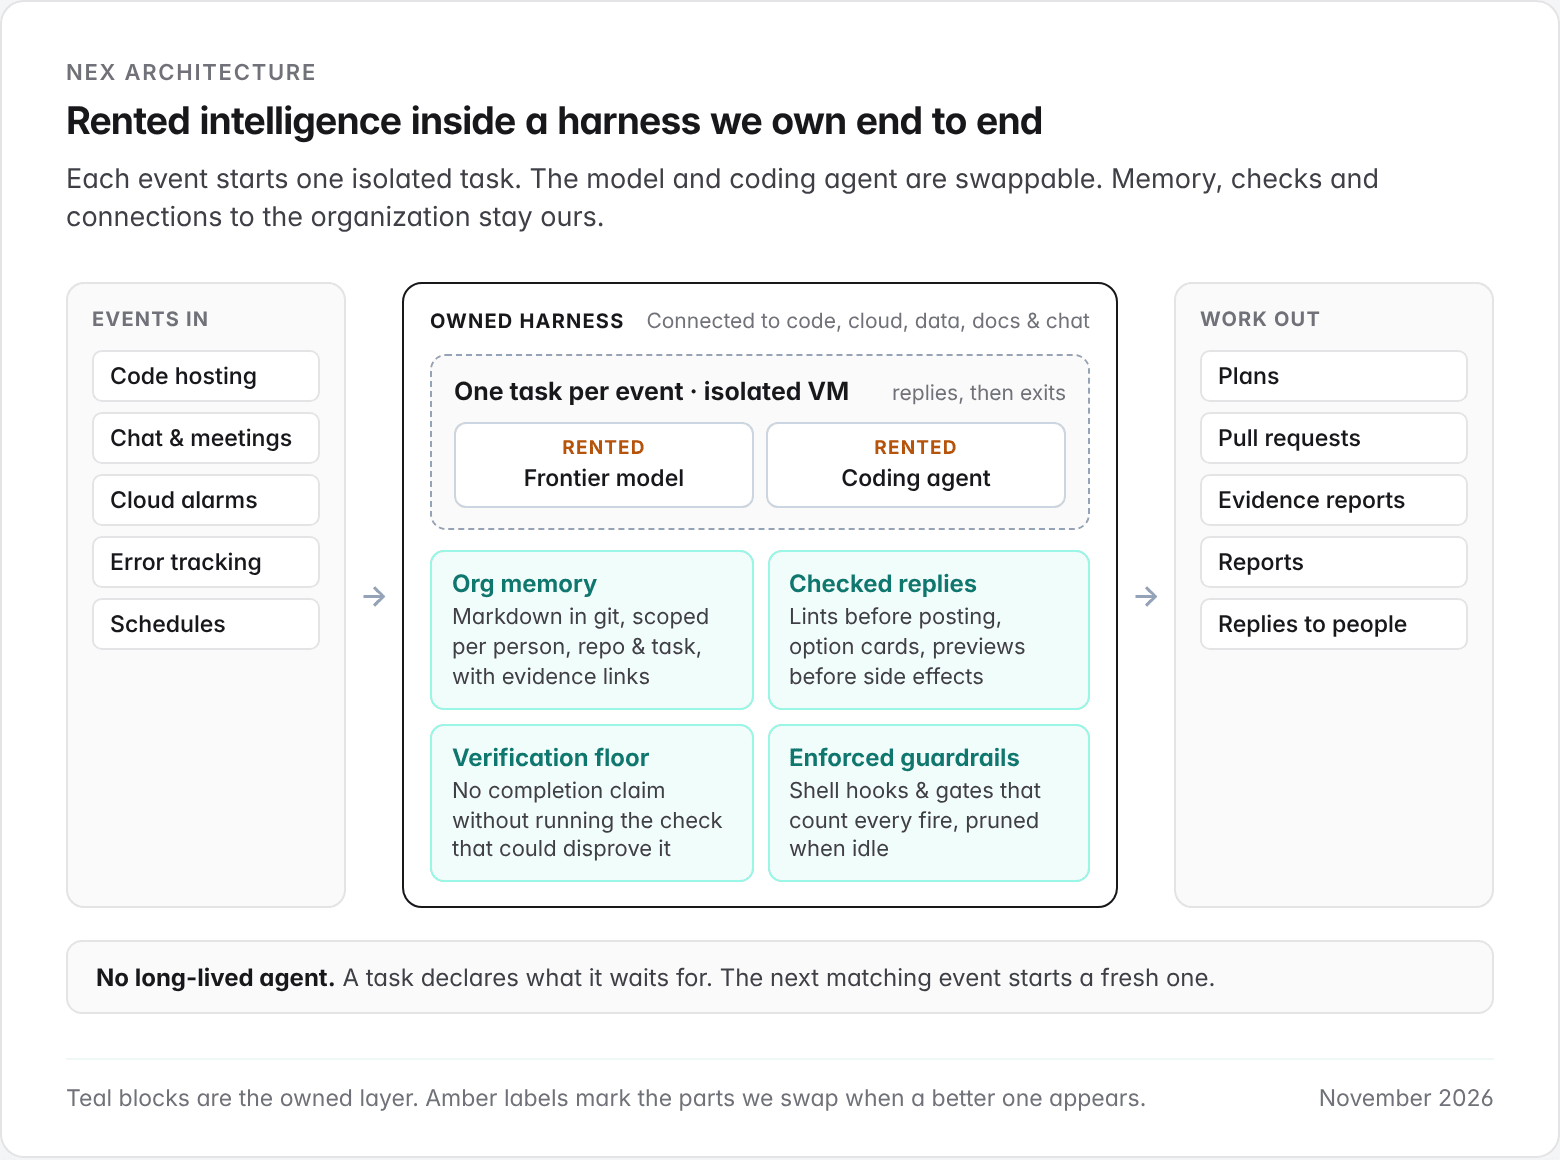 NEX ARCHITECTURE
Rented intelligence inside a harness we own end to end
Each event starts one isolated task. The model and coding agent are swappable. Memory, checks and
connections to the organization stay ours.
EVENTS IN
Code hosting
Chat & meetings
Cloud alarms
Error tracking
Schedules
→
OWNED HARNESS Connected to code, cloud, data, docs & chat
One task per event · isolated VM replies, then exits
RENTED
Frontier model
RENTED
Coding agent
Org memory
Markdown in git, scoped
per person, repo & task,
with evidence links
Checked replies
Lints before posting,
option cards, previews
before side effects
Verification floor
No completion claim
without running the check
that could disprove it
Enforced guardrails
Shell hooks & gates that
count every fire, pruned
when idle
→
WORK OUT
Plans
Pull requests
Evidence reports
Reports
Replies to people
No long-lived agent. A task declares what it waits for. The next matching event starts a fresh one.
Teal blocks are the owned layer. Amber labels mark the parts we swap when a better one appears.
November 2026